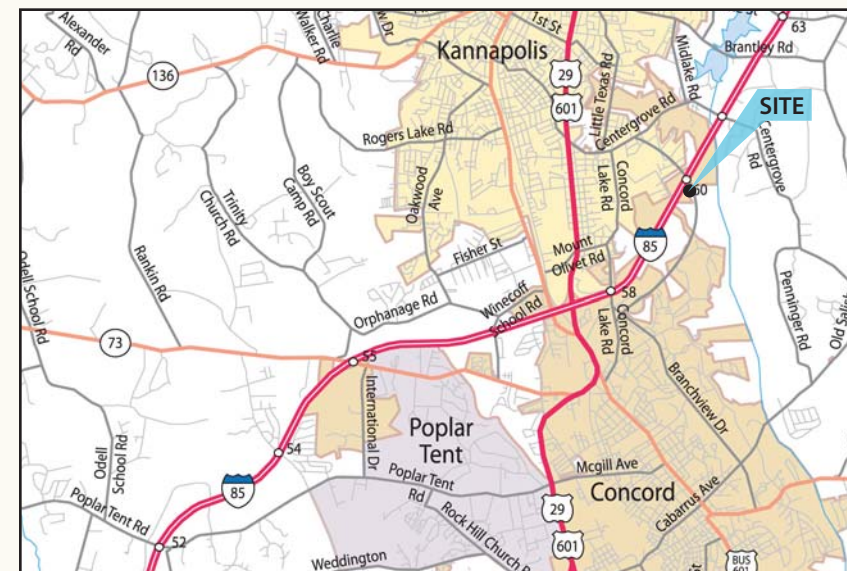 Alexander
Rd
Charlie
Walker Rd
w Dr
1st St
Kannapolis
29
601
Little Texas Rd
Midlake Rd
63
Brantley Rd
136
SITE
Rogers Lake Rd
Centergrove Rd
Centergrove
Rd
Trinity
Church Rd
Boy Scout
Camp Rd
Oakwood
Ave
Concord
Lake Rd
60
Rankin Rd
Fisher St
Mount
Olivet Rd
85
Odell School Rd
Orphanage Rd
Winecoff
School Rd
58
Concord
Lake Rd
Penninger Rd
Old Salis
73
55
International Dr
Branchview Dr
Odell
School Rd
54
Poplar
Tent
85
Poplar Tent
Rd
Mcgill Ave
Concord
Cabarrus Ave
Poplar Tent Rd
52
Rock Hill Church
29
601
Weddington
BUS
601